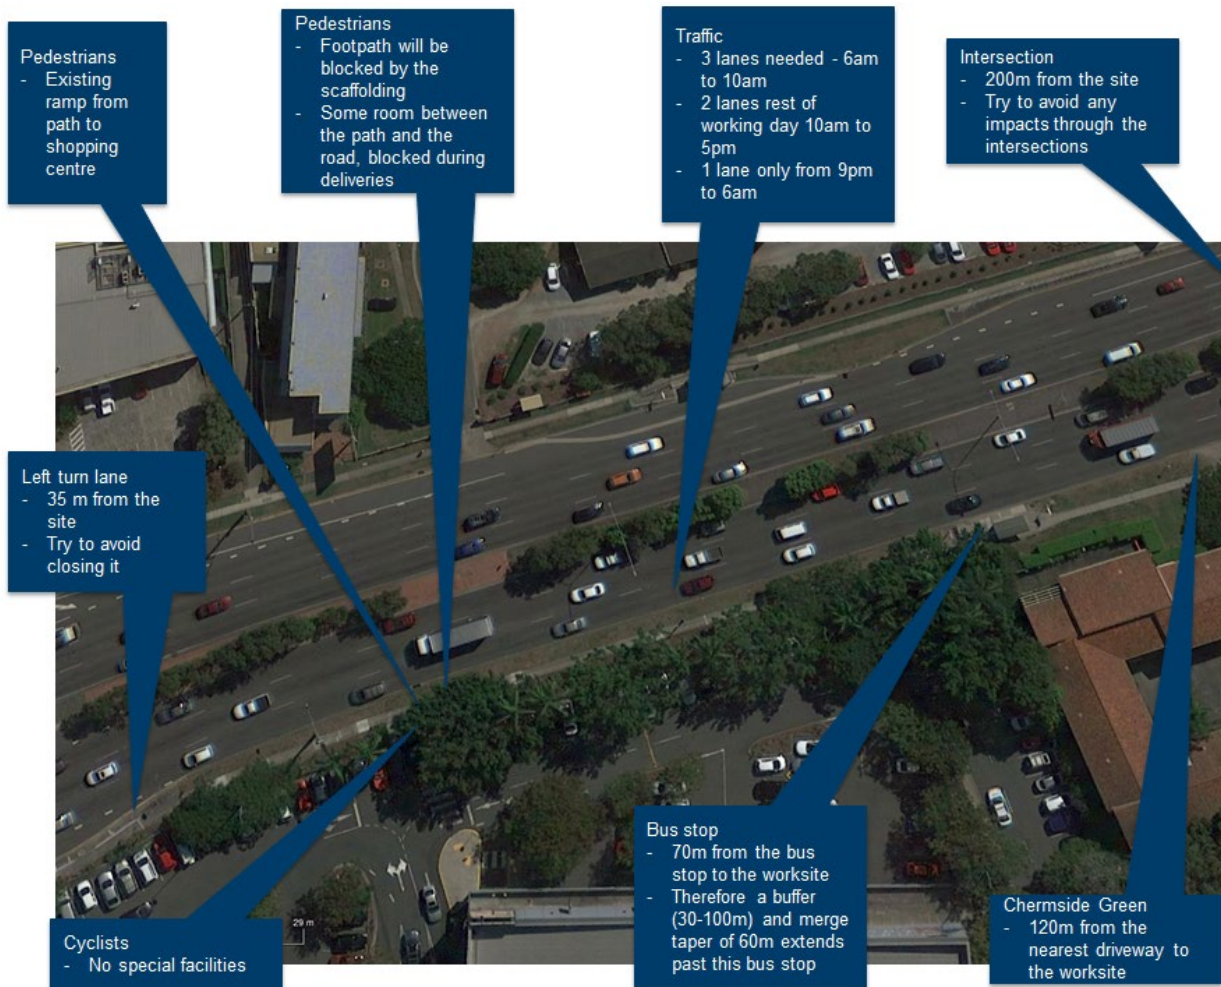 Pedestrians
- Existing
ramp from
path to
shopping
centre
Pedestrians
- Footpath will be
blocked by the
scaffolding
- Some room between
the path and the
road, blocked during
deliveries
Traffic
- 3 lanes needed - 6am
to 10am
- 2 lanes rest of
working day 10am to
5pm
- 1 lane only from 9pm
to 6am
Intersection
- 200m from the site
- Try to avoid any
impacts through the
intersections
Left turn lane
- 35 m from the
site
- Try to avoid
closing it
Cyclists
- No special facilities
29 m
Bus stop
- 70m from the bus
stop to the worksite
- Therefore a buffer
(30-100m) and merge
taper of 60m extends
past this bus stop
Chermside Green
- 120m from the
nearest driveway to
the worksite